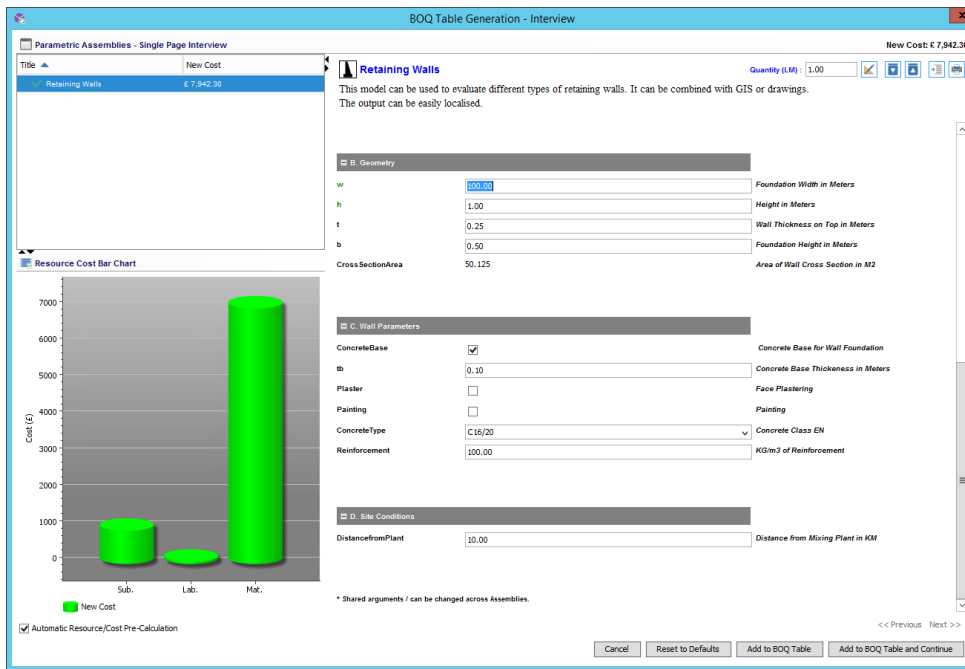 BOQ Table Generation - Interview
Parametric Assemblies - Single Page Interview
New Cost: £ 7,942.30
Title
New Cost
Retaining Walls
£ 7,942.30
Retaining Walls
Quantity (LM) :
1.00
This model can be used to evaluate different types of retaining walls. It can be combined with GIS or drawings.
The output can be easily localised.
B. Geometry
w
100.00
Foundation Width in Meters
h
1.00
Height in Meters
t
0.25
Wall Thickness on Top in Meters
b
0.50
Foundation Height in Meters
CrossSectionArea
50.125
Area of Wall Cross Section in M2
C. Wall Parameters
ConcreteBase
Concrete Base for Wall Foundation
tb
0.10
Concrete Base Thickeness in Meters
Plaster
Face Plastering
Painting
Painting
ConcreteType
C16/20
Concrete Class EN
Reinforcement
100.00
KG/m3 of Reinforcement
D. Site Conditions
DistancefromPlant
10.00
Distance from Mixing Plant in KM
* Shared arguments / can be changed across Assemblies.
Resource Cost Bar Chart
Cost (£)
7000
6000
5000
4000
3000
2000
1000
0
Sub.
Lab.
Mat.
New Cost
Automatic Resource/Cost Pre-Calculation
<< Previous
Next >>
Cancel
Reset to Defaults
Add to BOQ Table
Add to BOQ Table and Continue